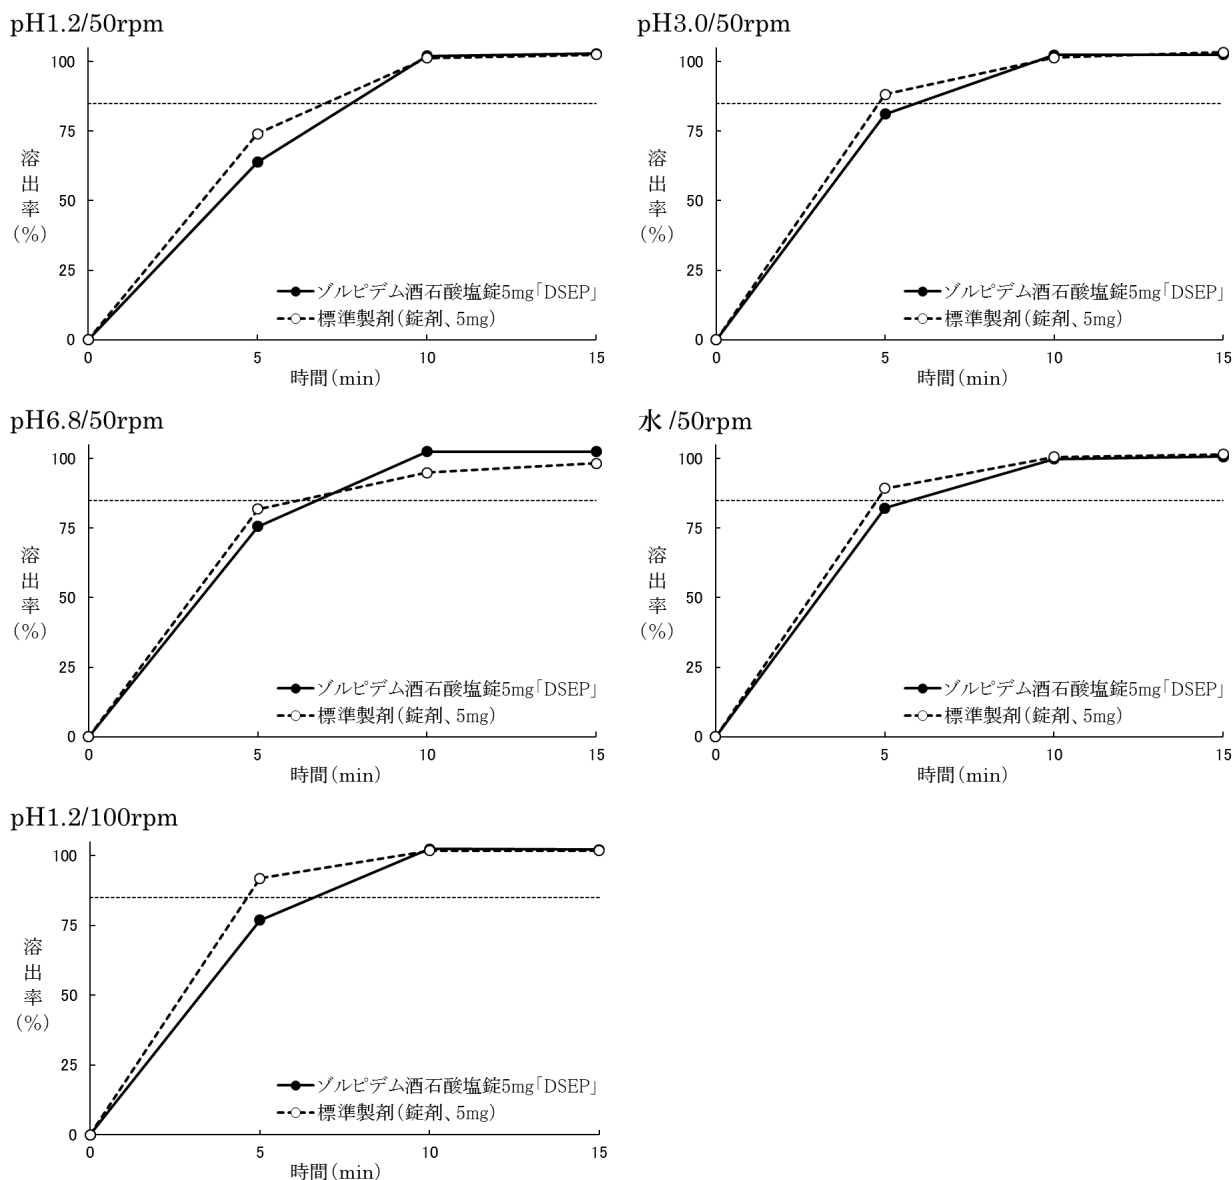 pH1.2/50rpm
100
75
50
25
0
溶出率(%)
0 5 10 15
時間(min)
ゾルピデム酒石酸塩錠5mg「DSEP」
標準製剤(錠剤、5mg)
pH3.0/50rpm
100
75
50
25
0
溶出率(%)
0 5 10 15
時間(min)
ゾルピデム酒石酸塩錠5mg「DSEP」
標準製剤(錠剤、5mg)
pH6.8/50rpm
100
75
50
25
0
溶出率(%)
0 5 10 15
時間(min)
ゾルピデム酒石酸塩錠5mg「DSEP」
標準製剤(錠剤、5mg)
水 /50rpm
100
75
50
25
0
溶出率(%)
0 5 10 15
時間(min)
ゾルピデム酒石酸塩錠5mg「DSEP」
標準製剤(錠剤、5mg)
pH1.2/100rpm
100
75
50
25
0
溶出率(%)
0 5 10 15
時間(min)
ゾルピデム酒石酸塩錠5mg「DSEP」
標準製剤(錠剤、5mg)